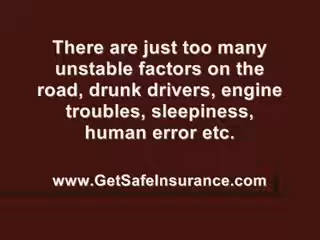 There are just too many
unstable factors on the
road, drunk drivers, engine
troubles, sleepiness,
human error etc.
www.GetSafeInsurance.com